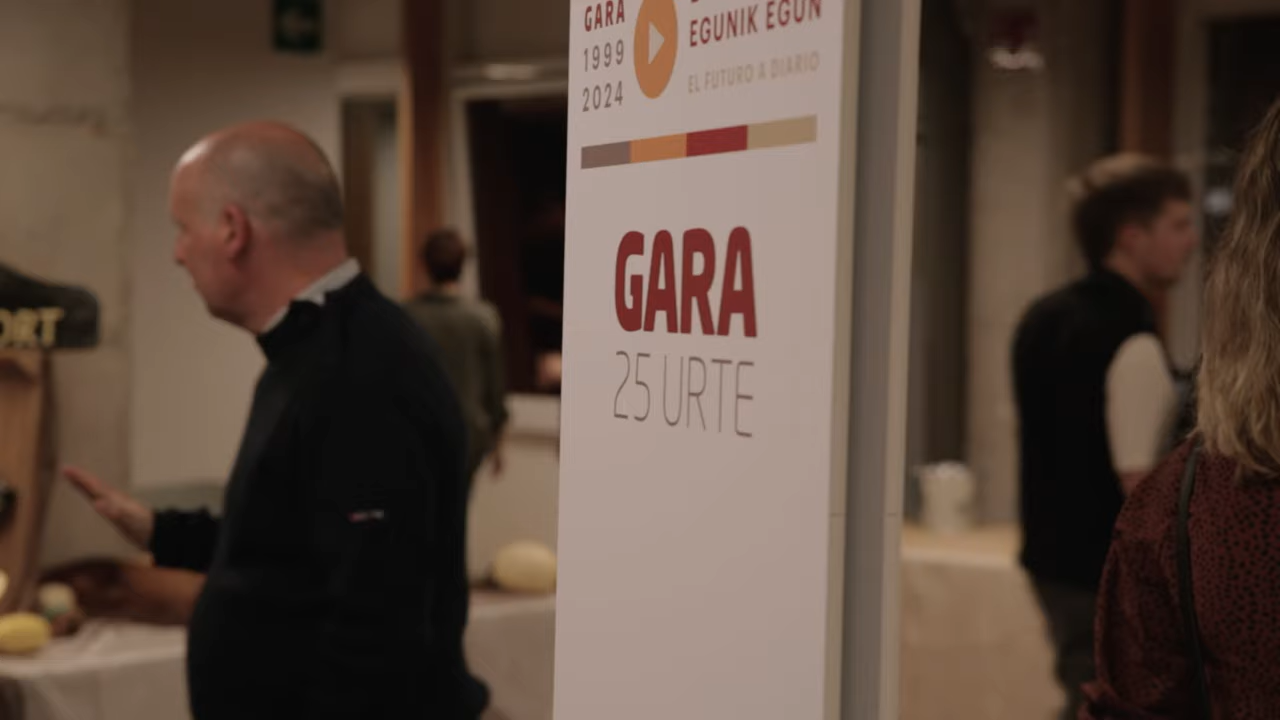 GARA
1999
2024
EGUNIK EGUN
EL FUTURO A DIARIO
GARA
25 URTE
ORT